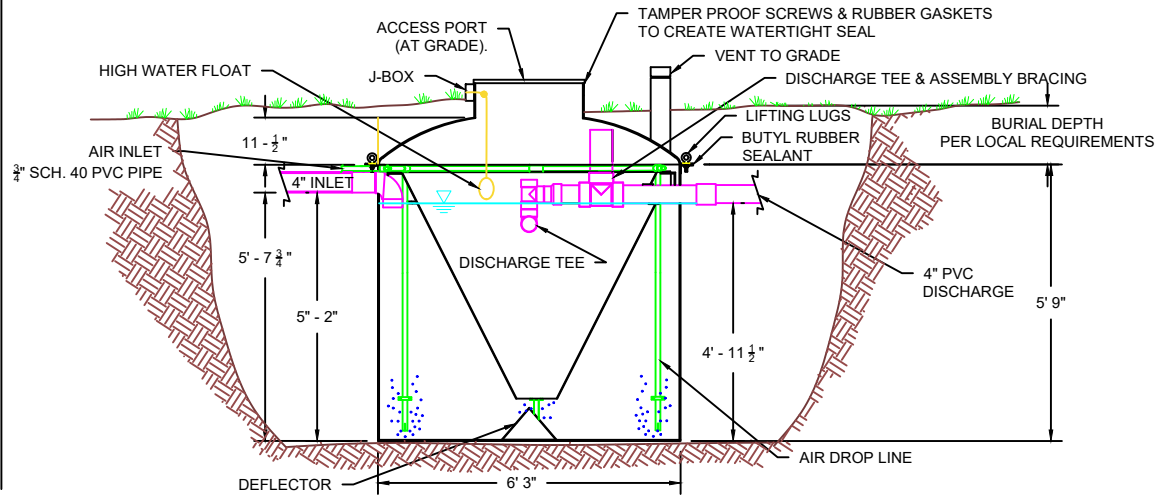 ACCESS PORT
(AT GRADE).
TAMPER PROOF SCREWS & RUBBER GASKETS
TO CREATE WATERTIGHT SEAL
VENT TO GRADE
HIGH WATER FLOAT
J-BOX
DISCHARGE TEE & ASSEMBLY BRACING
LIFTING LUGS
BURIAL DEPTH
PER LOCAL REQUIREMENTS
BUTYL RUBBER
SEALANT
11 - 1/2"
AIR INLET
3/4" SCH. 40 PVC PIPE
4" INLET
DISCHARGE TEE
5' - 7 3/4"
5" - 2"
4" PVC
DISCHARGE
5' 9"
4' - 11 1/2"
AIR DROP LINE
DEFLECTOR
6' 3"